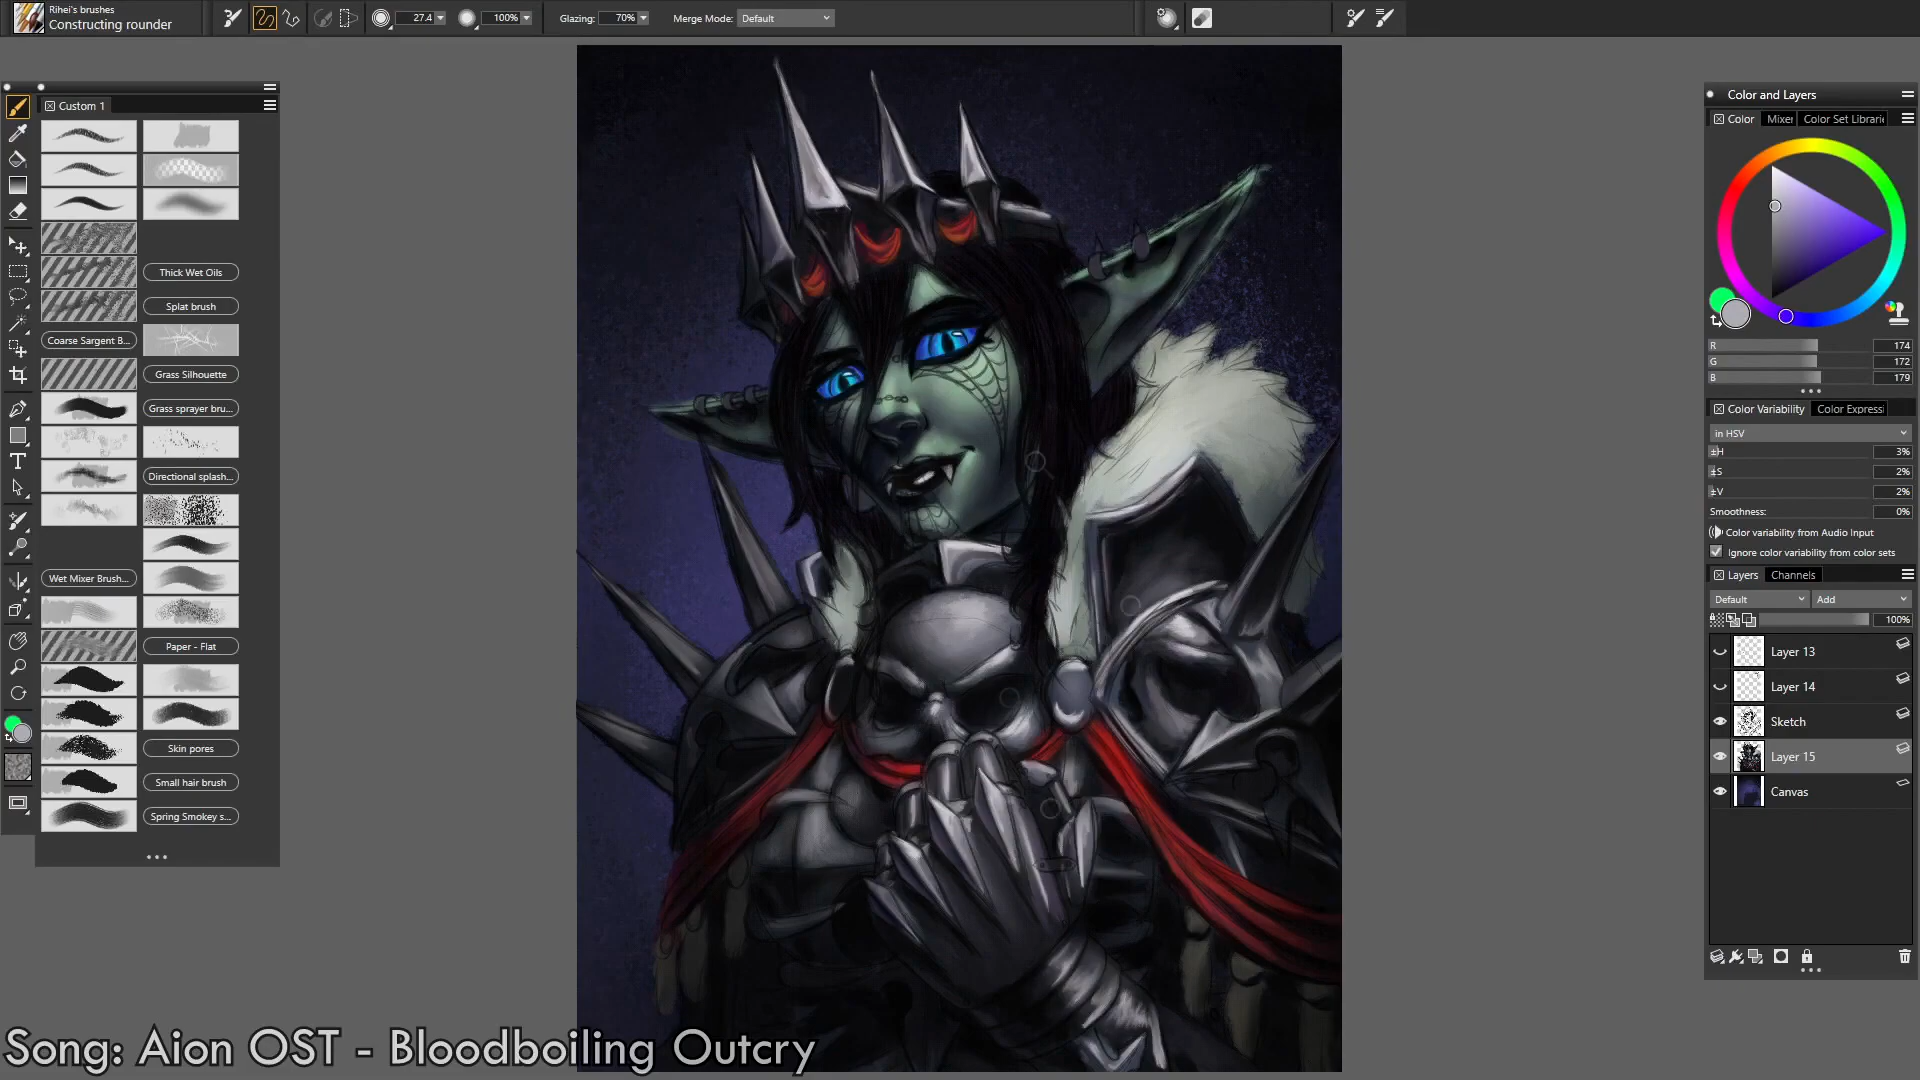 Rihei's brushes
Constructing rounder
27.4
100%
Glazing: 70%
Merge Mode: Default
Custom 1
Thick Wet Oils
Splat brush
Coarse Sargent B...
Grass Silhouette
Grass sprayer bru...
Directional splash...
Wet Mixer Brush...
Paper - Flat
Skin pores
Small hair brush
Spring Smokey s...
Color and Layers
Color
Mixer
Color Set Librari
R 174
G 172
B 179
Color Variability
Color Expressi
in HSV
±H 3%
±S 2%
±V 2%
Smoothness: 0%
Color variability from Audio Input
Ignore color variability from color sets
Layers
Channels
Default
Add
100%
Layer 13
Layer 14
Sketch
Layer 15
Canvas
Song: Aion OST - Bloodboiling Outcry